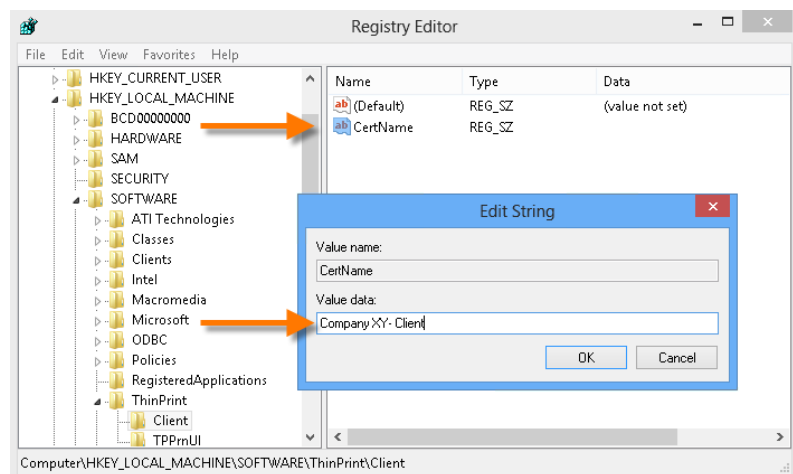 Registry Editor
File Edit View Favorites Help
HKEY_CURRENT_USER
HKEY_LOCAL_MACHINE
BCD00000000
HARDWARE
SAM
SECURITY
SOFTWARE
ATI Technologies
Classes
Clients
Intel
Macromedia
Microsoft
ODBC
Policies
RegisteredApplications
ThinPrint
Client
TPPrnUI
Name Type Data
ab (Default) REG_SZ (value not set)
ab CertName REG_SZ
Edit String
Value name:
CertName
Value data:
Company XY- Client
OK Cancel
Computer\HKEY_LOCAL_MACHINE\SOFTWARE\ThinPrint\Client